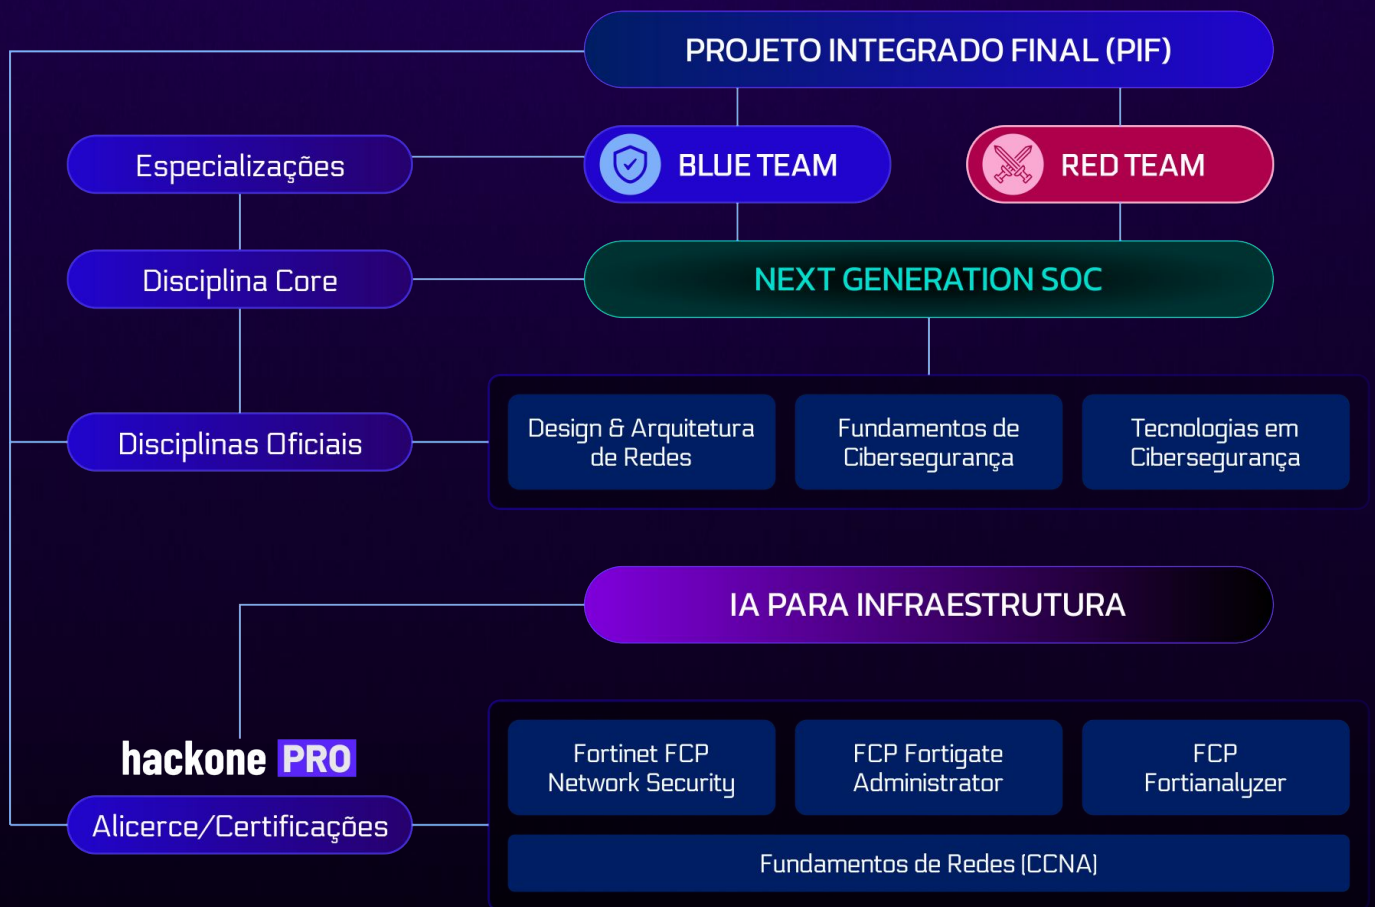 PROJETO INTEGRADO FINAL (PIF)
Especializações
BLUE TEAM
RED TEAM
Disciplina Core
NEXT GENERATION SOC
Disciplinas Oficiais
Design & Arquitetura
de Redes
Fundamentos de
Cibersegurança
Tecnologias em
Cibersegurança
IA PARA INFRAESTRUTURA
hackone PRO
Alicerce/Certificações
Fortinet FCP
Network Security
FCP Fortigate
Administrator
FCP
Fortianalyzer
Fundamentos de Redes (CCNA)